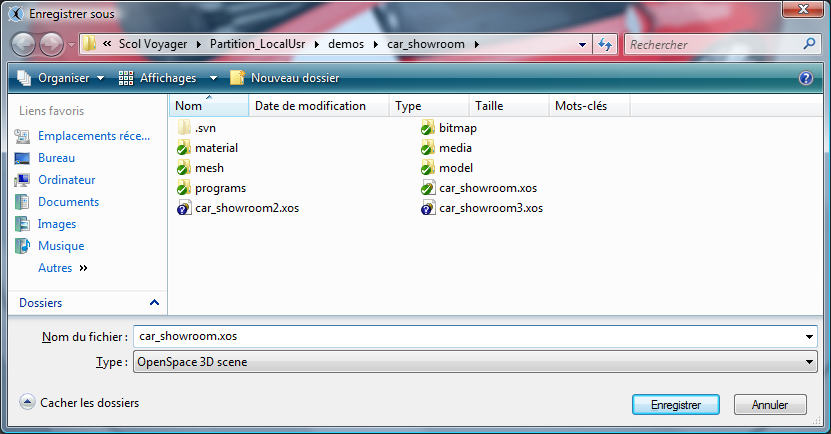 Enregistrer sous
Scol Voyager Partition_LocalUsr demos car_showroom Rechercher
Organiser Affichages Nouveau dossier
Liens favoris
Emplacements réce...
Bureau
Ordinateur
Documents
Images
Musique
Autres
Dossiers
Nom Date de modification Type Taille Mots-clés
.svn bitmap
material media
mesh model
programs car_showroom.xos
car_showroom2.xos car_showroom3.xos
Nom du fichier : car_showroom.xos
Type : OpenSpace 3D scene
Cacher les dossiers Enregistrer Annuler